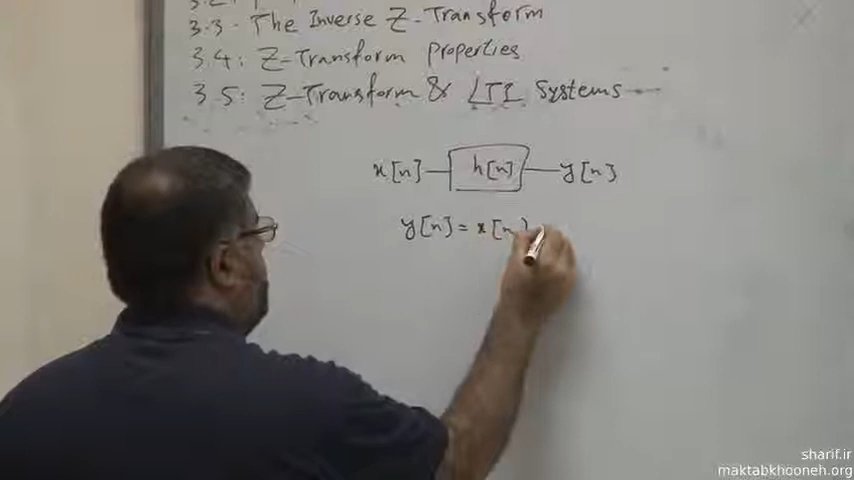 3.3. The Inverse Z-Transform
3.4: Z-Transform Properties
3.5: Z-Transform & LTI Systems
x[n] h[n] y[n]
y[n] = x[n]
sharif.ir
maktabkhooneh.org